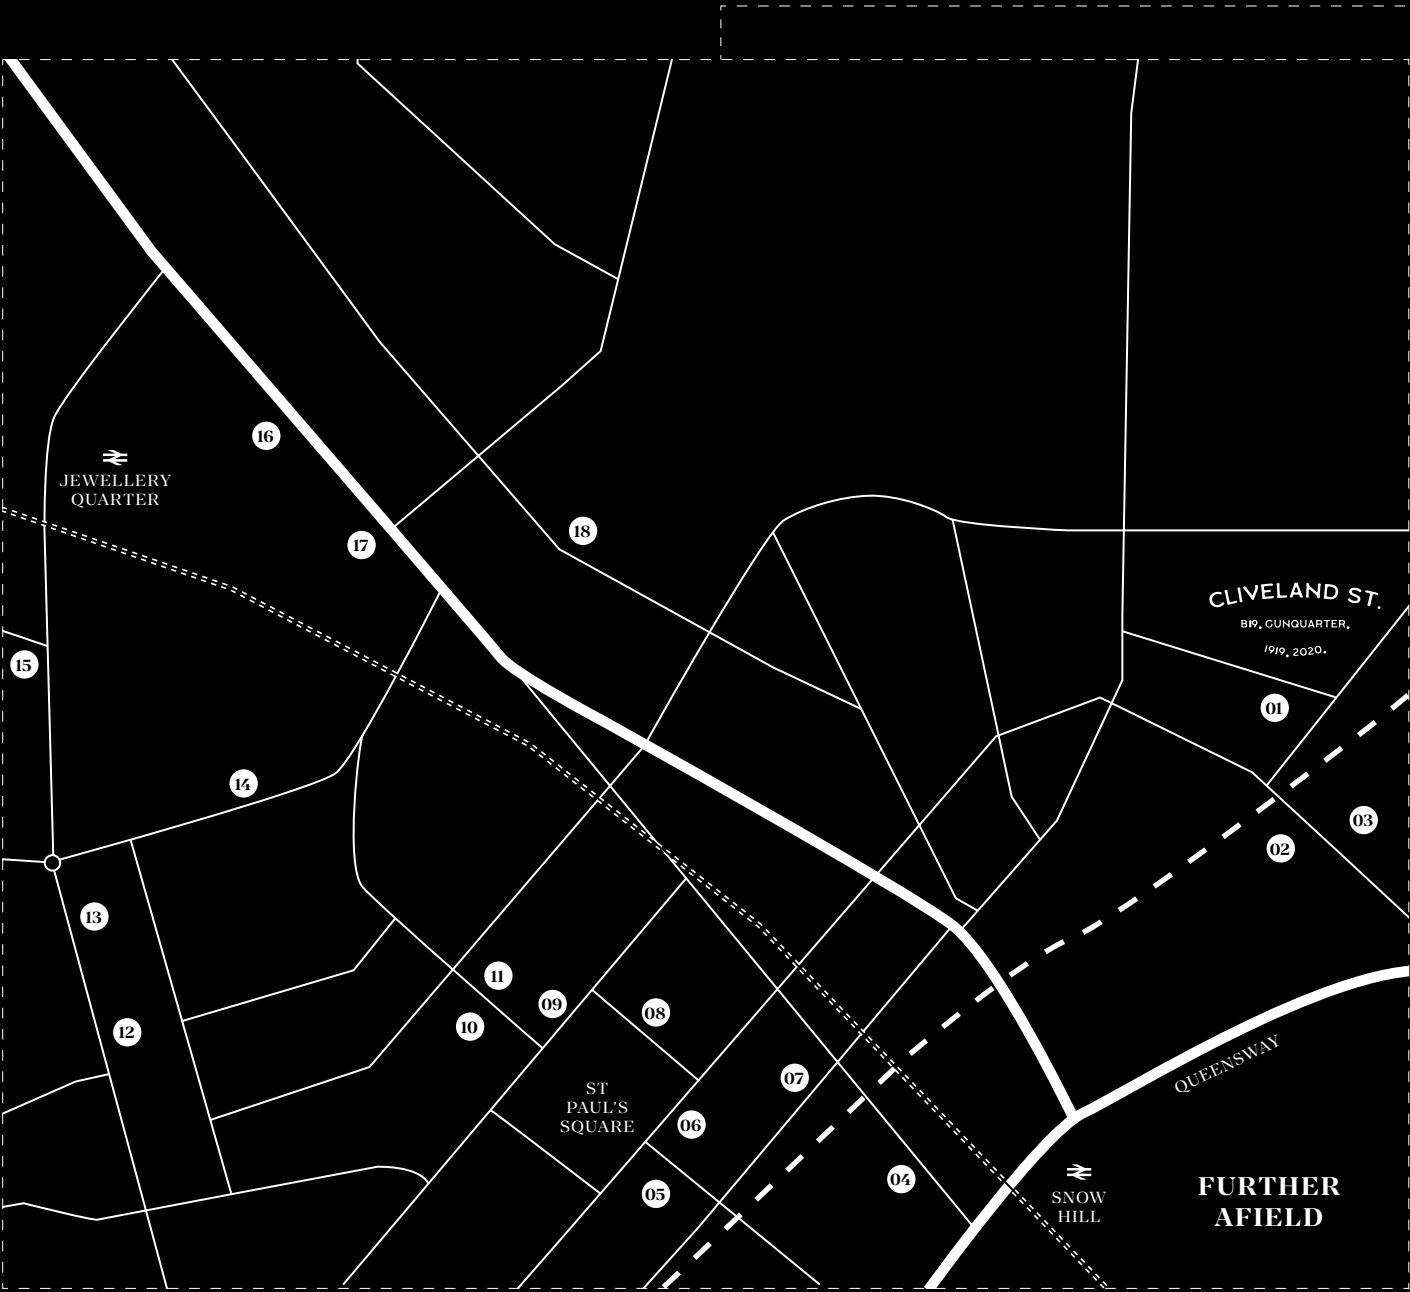 16
JEWELLERY
QUARTER
17
18
CLIVELAND ST.
B19. GUNQUARTER.
1919. 2020.
15
01
14
03
02
13
11
09
08
10
12
07
ST
PAUL'S
SQUARE
06
QUEENSWAY
05
04
SNOW
HILL
FURTHER
AFIELD